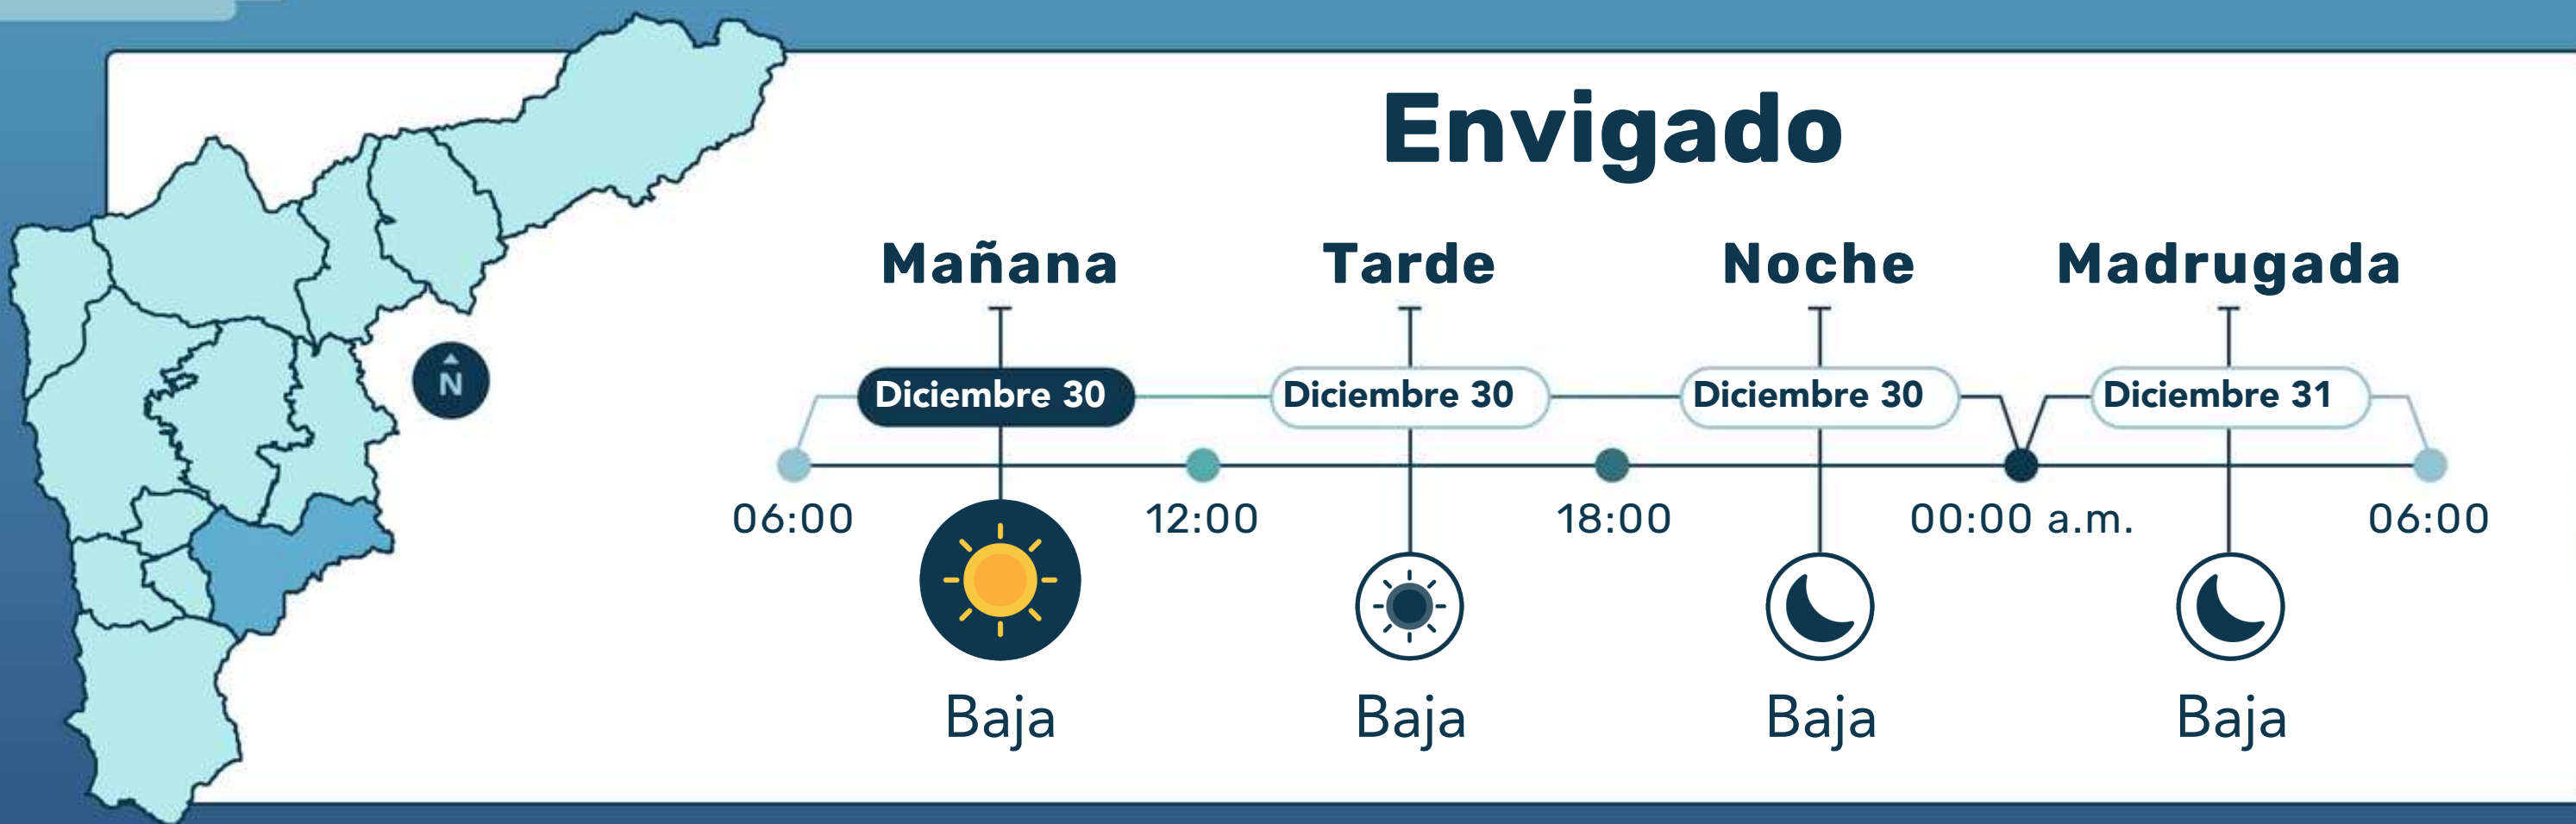 Envigado
Mañana Tarde Noche Madrugada
N
Diciembre 30 Diciembre 30 Diciembre 30 Diciembre 31
06:00 12:00 18:00 00:00 a.m. 06:00
Baja Baja Baja Baja